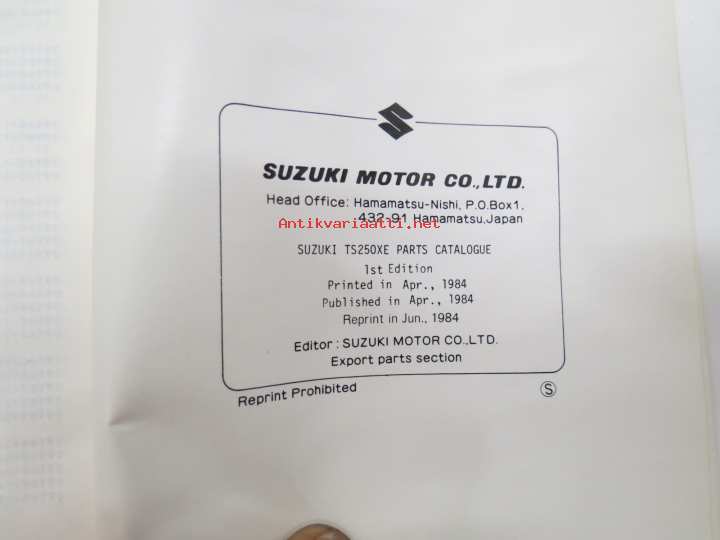 SUZUKI MOTOR CO.,LTD.
Head Office: Hamamatsu-Nishi, P.O.Box1,
432-91 Hamamatsu,Japan
Antikvariaatti.net
SUZUKI TS250XE PARTS CATALOGUE
1st Edition
Printed in Apr., 1984
Published in Apr., 1984
Reprint in Jun., 1984
Editor : SUZUKI MOTOR CO.,LTD.
Export parts section
Reprint Prohibited
Ⓢ